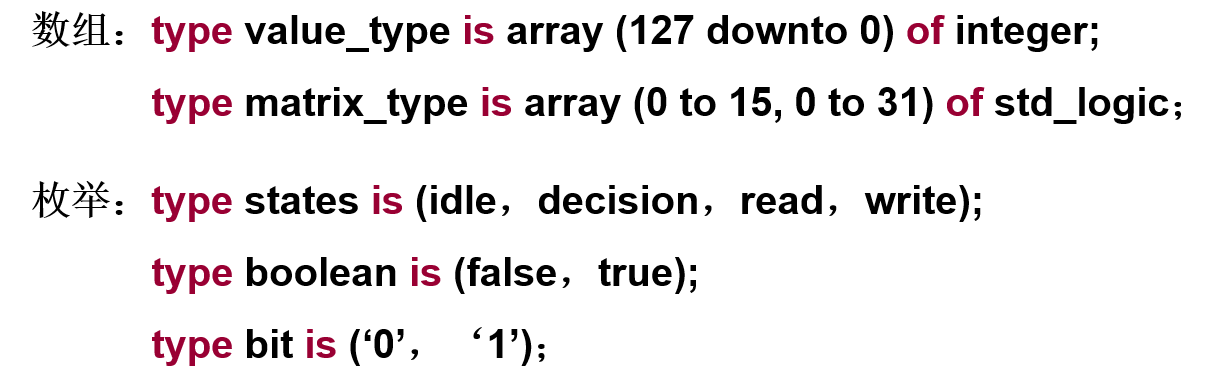 数组：type value_type is array (127 downto 0) of integer;
type matrix_type is array (0 to 15, 0 to 31) of std_logic；
枚举：type states is (idle，decision，read，write);
type boolean is (false，true);
type bit is (‘0’， ‘1’)；